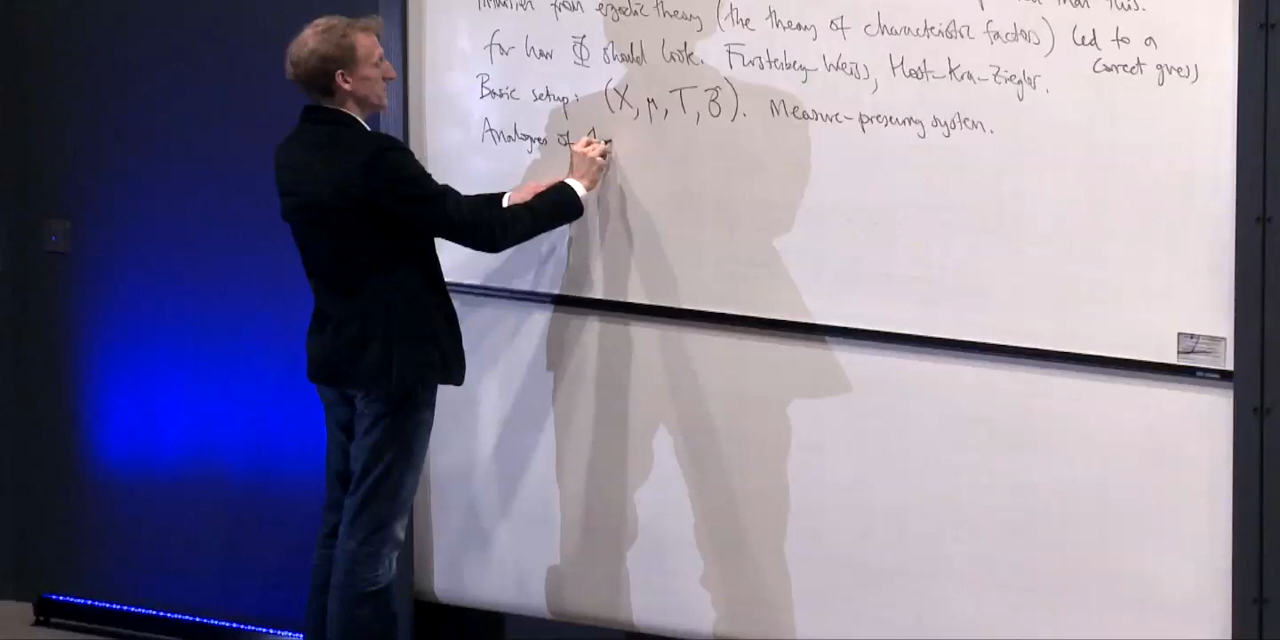 from ergodic theory (the theory of characteristic factors) led to a
for how Φ should look. Furstenberg-Weiss, Host-Kra-Ziegler. correct guess
Basic setup: (X, μ, T, B). Measure-preserving system.
Analogues of